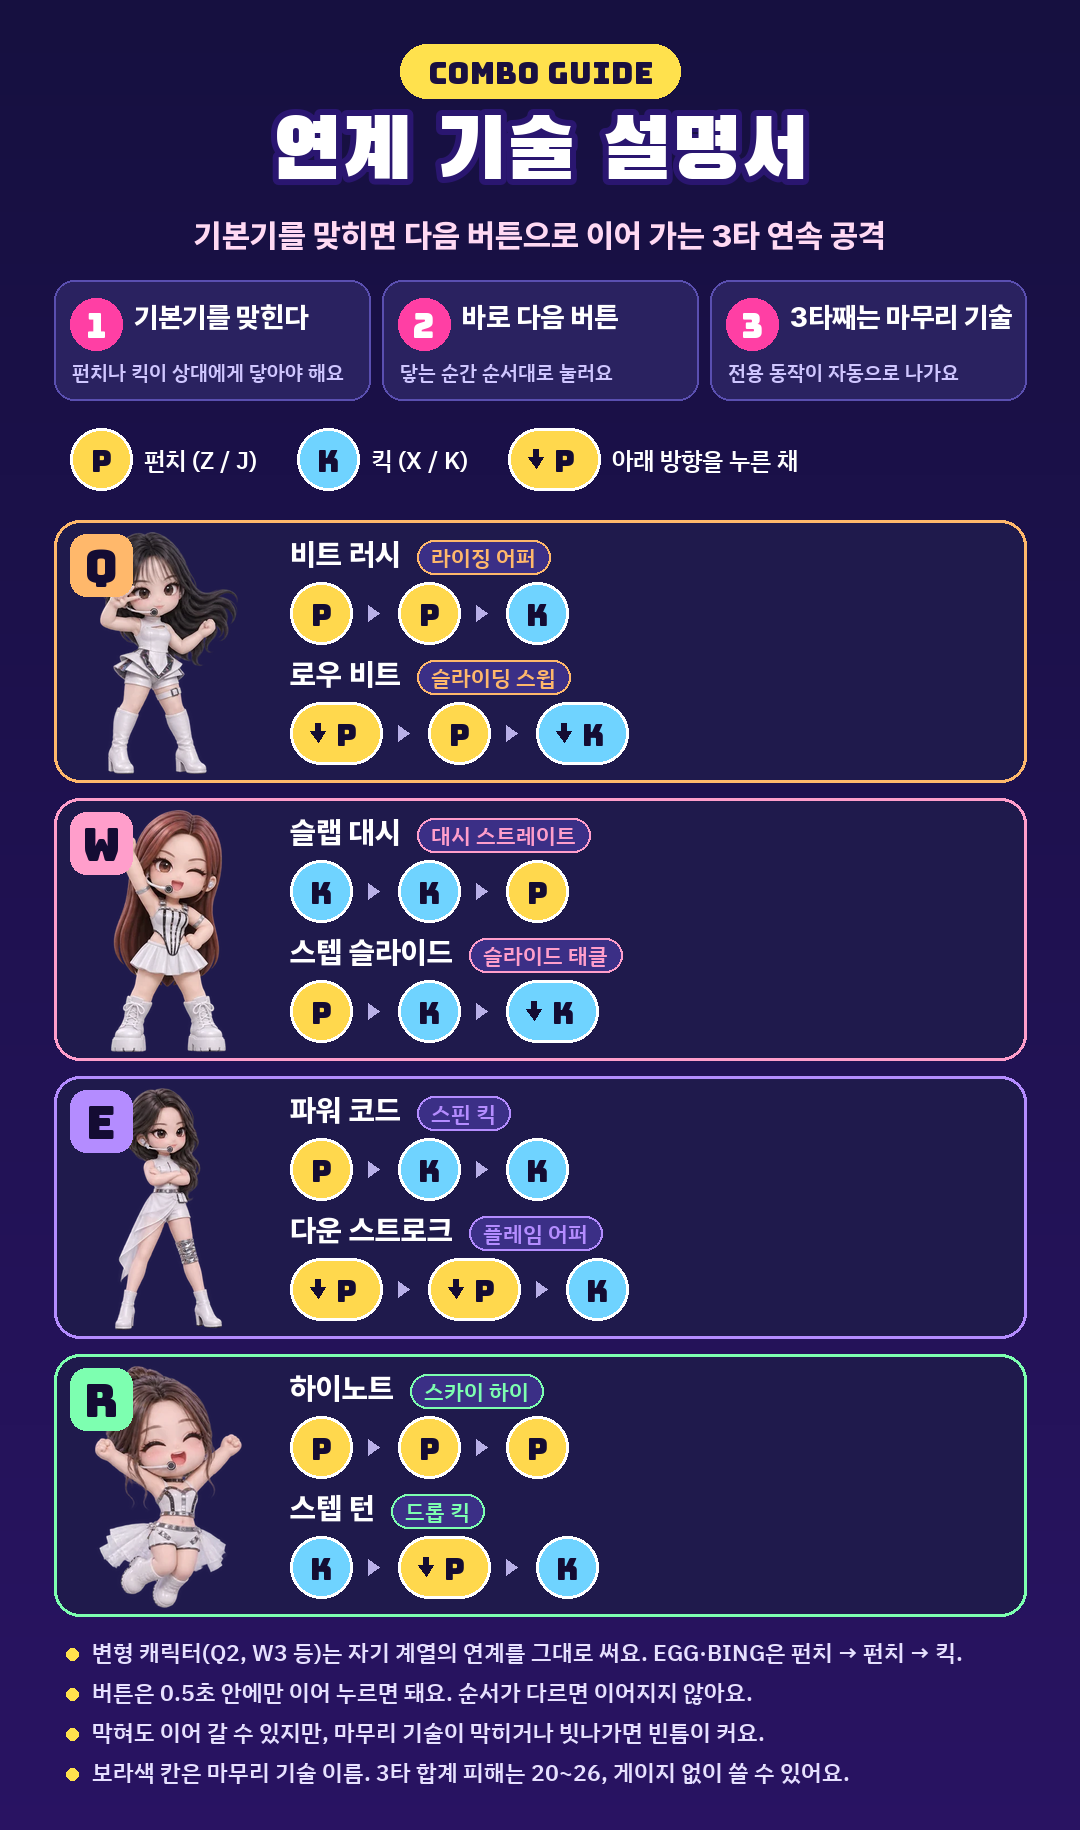 COMBO GUIDE
연계 기술 설명서
기본기를 맞히면 다음 버튼으로 이어 가는 3타 연속 공격
1 기본기를 맞힌다
펀치나 킥이 상대에게 닿아야 해요
2 바로 다음 버튼
닿는 순간 순서대로 눌러요
3 3타째는 마무리 기술
전용 동작이 자동으로 나가요
P 펀치 (Z / J) K 킥 (X / K) ↓ P 아래 방향을 누른 채
Q
비트 러시 라이징 어퍼
P ▶ P ▶ K
로우 비트 슬라이딩 스윕
↓ P ▶ P ▶ ↓ K
W
슬랩 대시 대시 스트레이트
K ▶ K ▶ P
스텝 슬라이드 슬라이드 태클
P ▶ K ▶ ↓ K
E
파워 코드 스핀 킥
P ▶ K ▶ K
다운 스트로크 플레임 어퍼
↓ P ▶ ↓ P ▶ K
R
하이노트 스카이 하이
P ▶ P ▶ P
스텝 턴 드롭 킥
K ▶ ↓ P ▶ K
변형 캐릭터(Q2, W3 등)는 자기 계열의 연계를 그대로 써요. EGG·BING은 펀치 → 펀치 → 킥.
버튼은 0.5초 안에만 이어 누르면 돼요. 순서가 다르면 이어지지 않아요.
막혀도 이어 갈 수 있지만, 마무리 기술이 막히거나 빗나가면 빈틈이 커요.
보라색 칸은 마무리 기술 이름. 3타 합계 피해는 20~26, 게이지 없이 쓸 수 있어요.